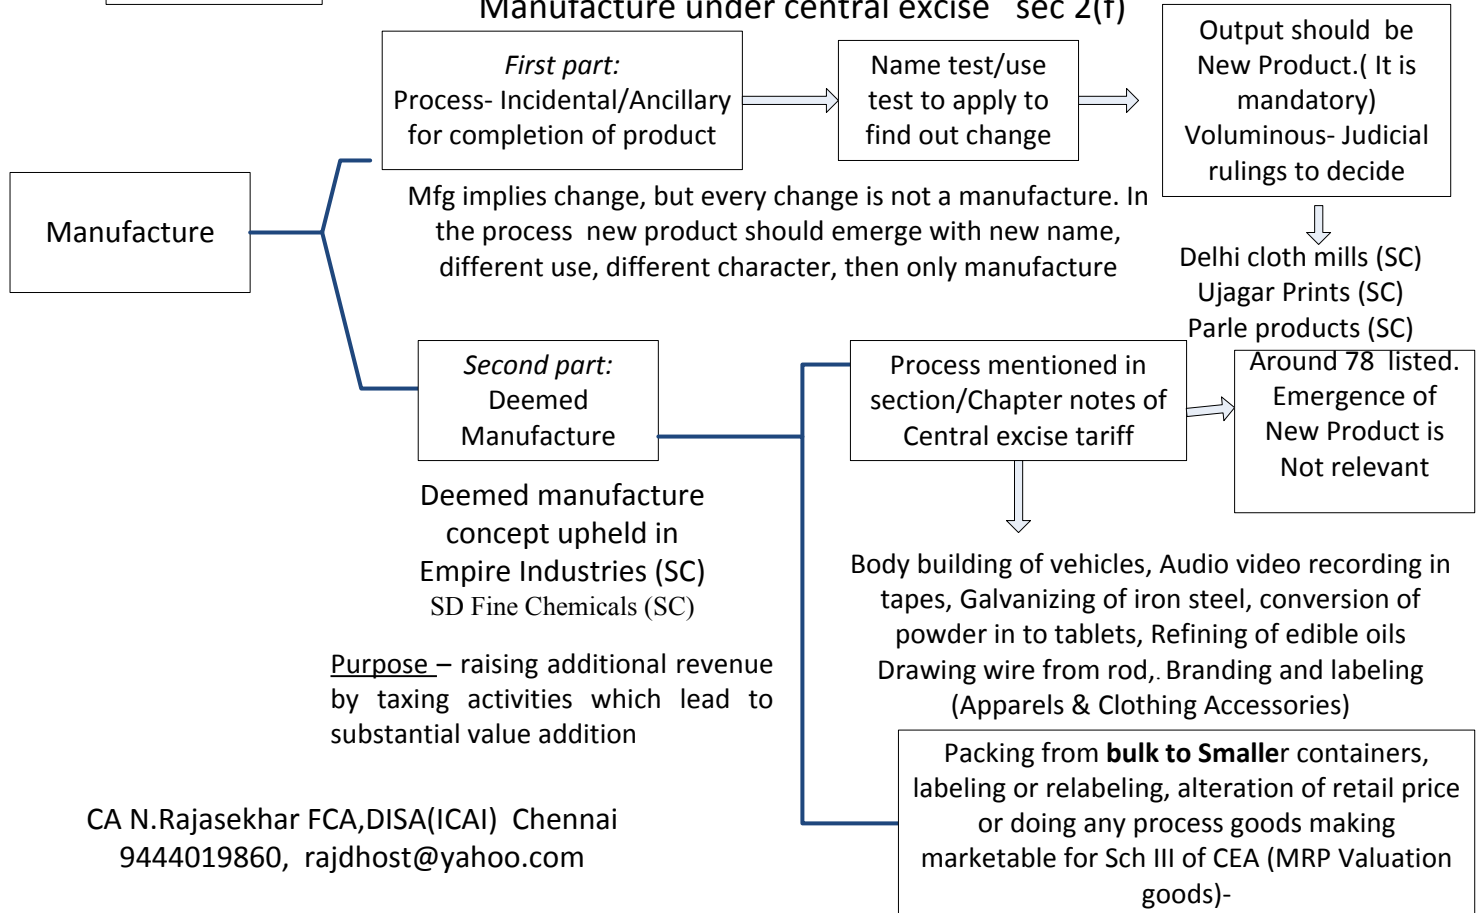 Manufacture under central excise sec 2(f)
First part:
Process- Incidental/Ancillary
for completion of product
Name test/use
test to apply to
find out change
Output should be
New Product.( It is
mandatory)
Voluminous- Judicial
rulings to decide
Manufacture
Mfg implies change, but every change is not a manufacture. In
the process new product should emerge with new name,
different use, different character, then only manufacture
Delhi cloth mills (SC)
Ujagar Prints (SC)
Parle products (SC)
Second part:
Deemed
Manufacture
Process mentioned in
section/Chapter notes of
Central excise tariff
Around 78 listed.
Emergence of
New Product is
Not relevant
Deemed manufacture
concept upheld in
Empire Industries (SC)
SD Fine Chemicals (SC)
Body building of vehicles, Audio video recording in
tapes, Galvanizing of iron steel, conversion of
powder in to tablets, Refining of edible oils
Drawing wire from rod,. Branding and labeling
(Apparels & Clothing Accessories)
Purpose – raising additional revenue
by taxing activities which lead to
substantial value addition
Packing from bulk to Smaller containers,
labeling or relabeling, alteration of retail price
or doing any process goods making
marketable for Sch III of CEA (MRP Valuation
goods)-
CA N.Rajasekhar FCA,DISA(ICAI) Chennai
9444019860, rajdhost@yahoo.com